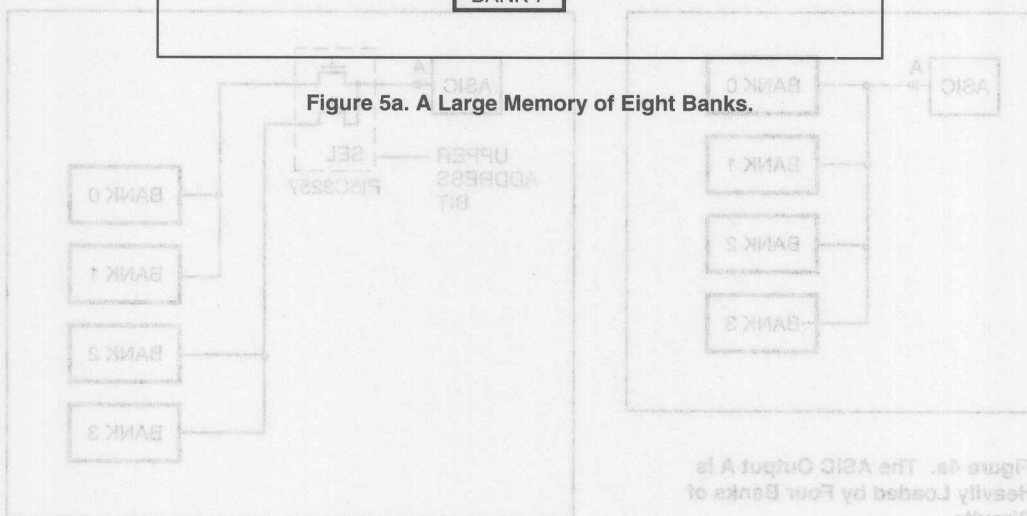 BANK 7
Figure 5a. A Large Memory of Eight Banks.
ASIC
A
SEL
UPPER
ADDRESS
BIT
PI5C3257
BANK 0
BANK 1
BANK 2
BANK 3
ASIC
A
BANK 0
BANK 1
BANK 2
BANK 3
Figure 4a. The ASIC Output A is
Heavily Loaded by Four Banks of